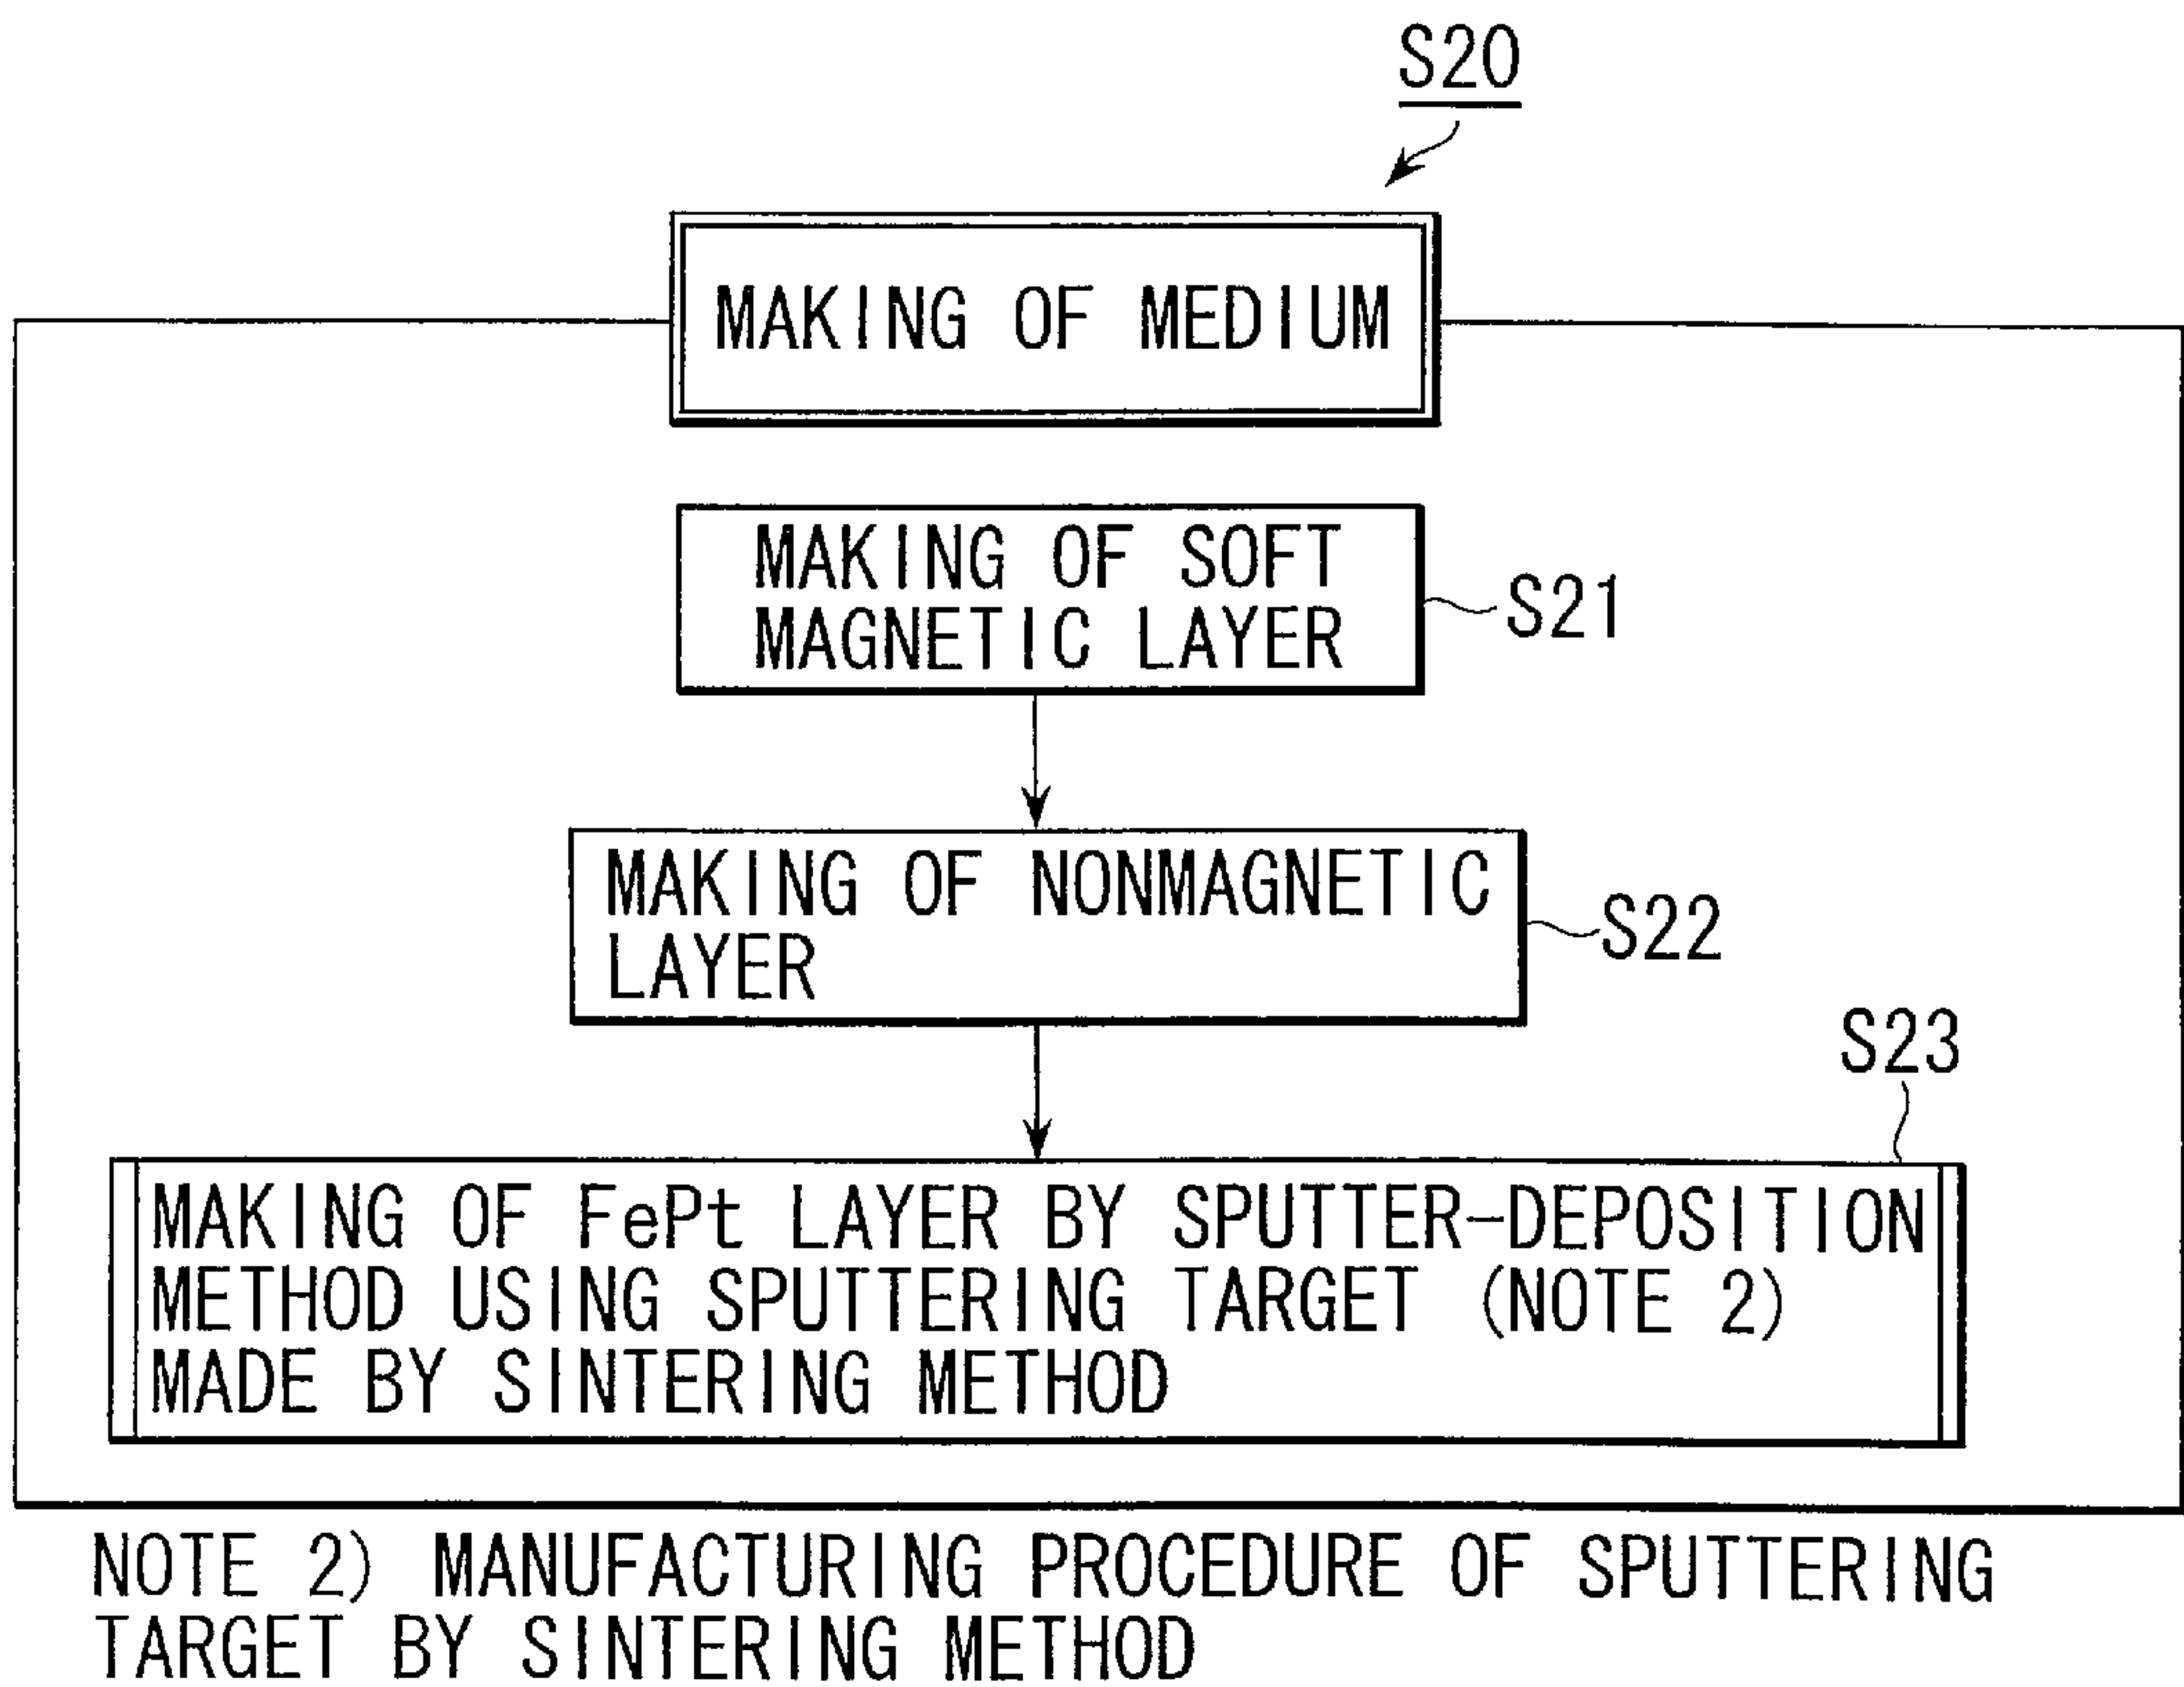 S20
MAKING OF MEDIUM
MAKING OF SOFT
MAGNETIC LAYER
S21
MAKING OF NONMAGNETIC
LAYER
S22
S23
MAKING OF FePt LAYER BY SPUTTER-DEPOSITION
METHOD USING SPUTTERING TARGET (NOTE 2)
MADE BY SINTERING METHOD
NOTE 2) MANUFACTURING PROCEDURE OF SPUTTERING
TARGET BY SINTERING METHOD